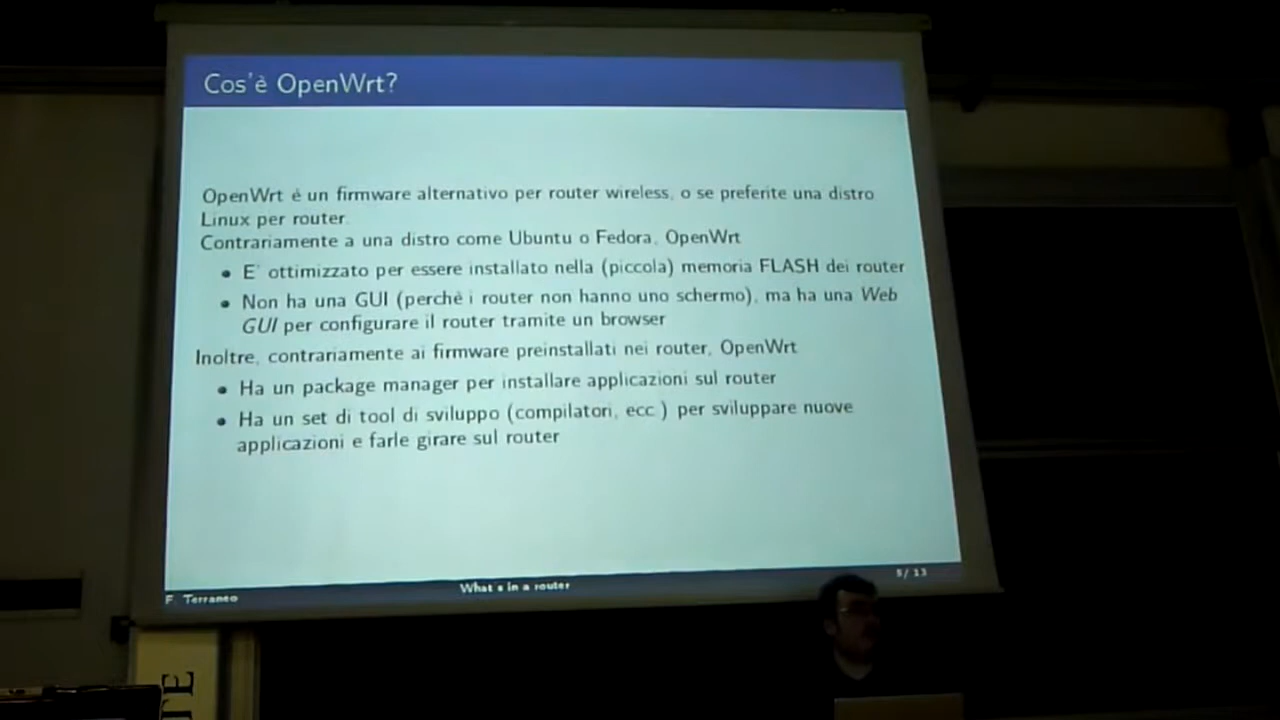 Cos'è OpenWrt?
OpenWrt è un firmware alternativo per router wireless, o se preferite una distro
Linux per router.
Contrariamente a una distro come Ubuntu o Fedora, OpenWrt
• E' ottimizzato per essere installato nella (piccola) memoria FLASH dei router
• Non ha una GUI (perchè i router non hanno uno schermo), ma ha una Web
GUI per configurare il router tramite un browser
Inoltre, contrariamente ai firmware preinstallati nei router, OpenWrt
• Ha un package manager per installare applicazioni sul router
• Ha un set di tool di sviluppo (compilatori, ecc.) per sviluppare nuove
applicazioni e farle girare sul router
F. Terraneo
What's in a router
5/ 13
TE